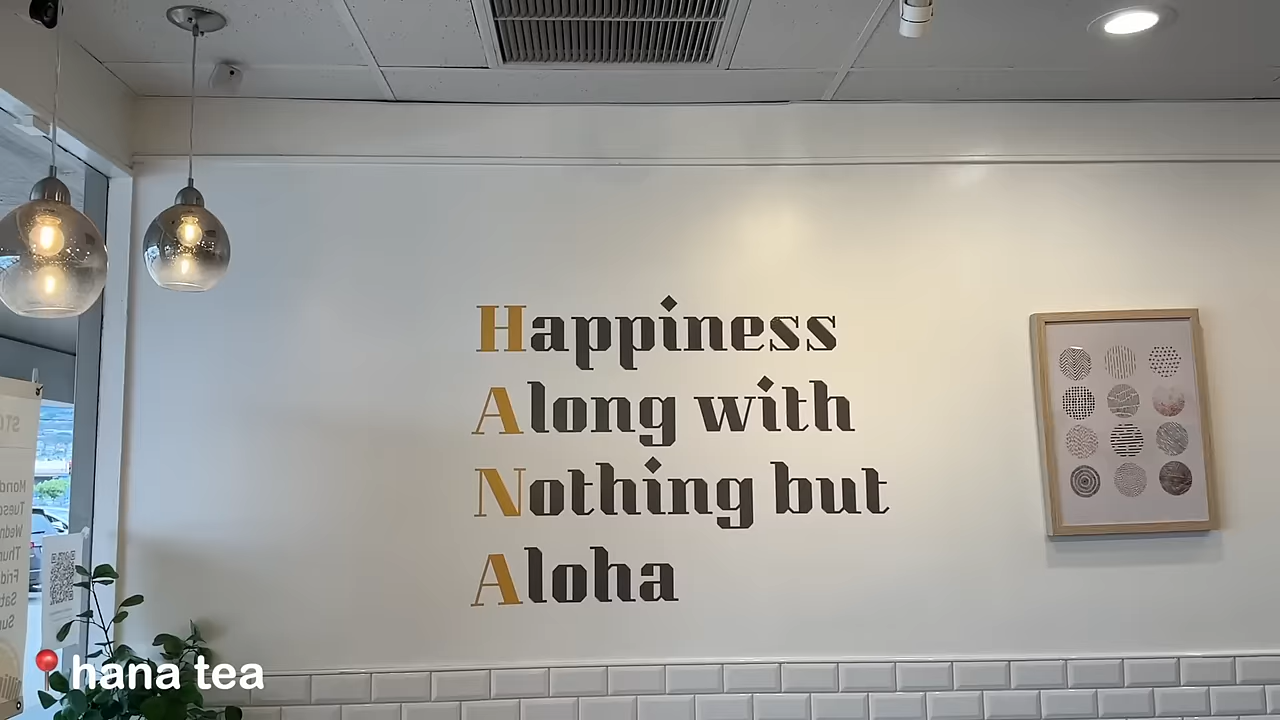 Happiness
Along with
Nothing but
Aloha
hana tea